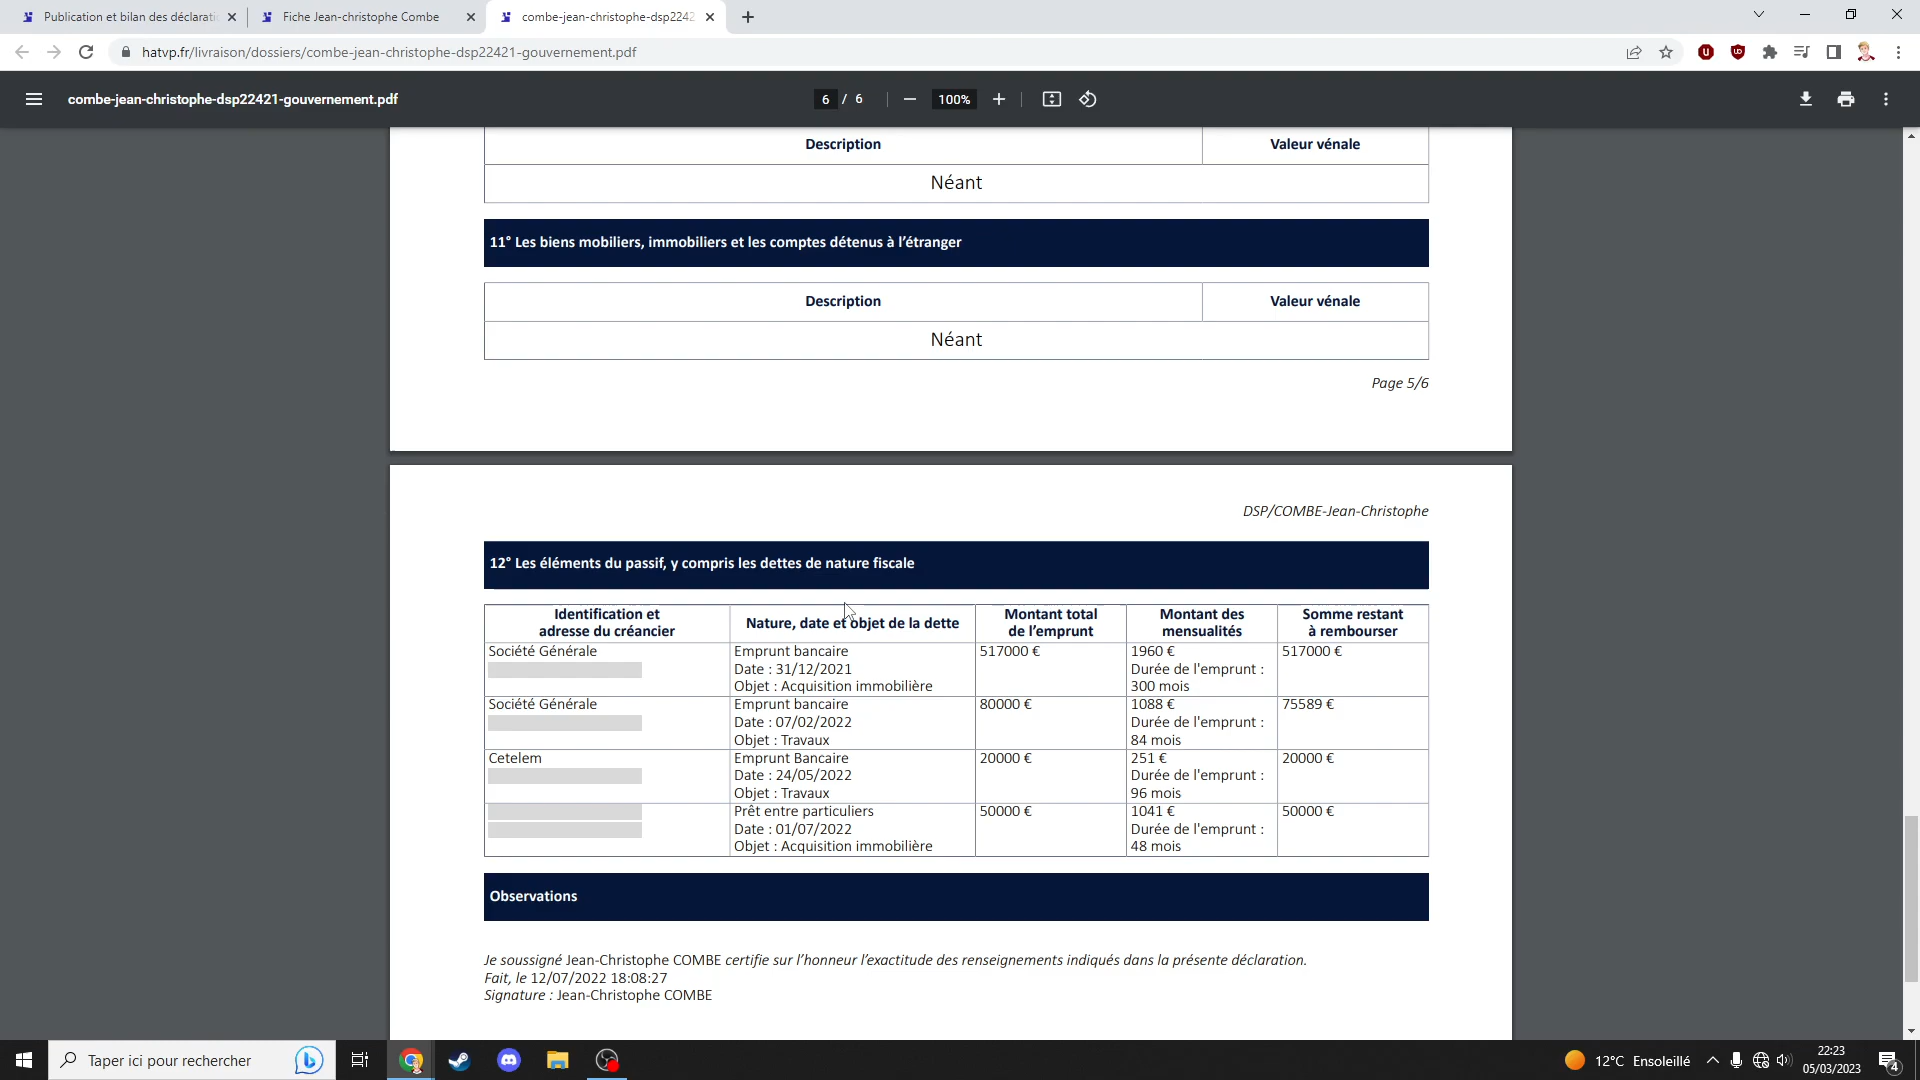 Publication et bilan des déclarati
Fiche Jean-christophe Combe
combe-jean-christophe-dsp2242
hatvp.fr/livraison/dossiers/combe-jean-christophe-dsp22421-gouvernement.pdf
combe-jean-christophe-dsp22421-gouvernement.pdf
6 / 6
100%
Description
Valeur vénale
Néant
11° Les biens mobiliers, immobiliers et les comptes détenus à l’étranger
Description
Valeur vénale
Néant
Page 5/6
DSP/COMBE-Jean-Christophe
12° Les éléments du passif, y compris les dettes de nature fiscale
Identification et
adresse du créancier
Nature, date et objet de la dette
Montant total
de l’emprunt
Montant des
mensualités
Somme restant
à rembourser
Société Générale
Emprunt bancaire
Date : 31/12/2021
Objet : Acquisition immobilière
517000 €
1960 €
Durée de l'emprunt :
300 mois
517000 €
Société Générale
Emprunt bancaire
Date : 07/02/2022
Objet : Travaux
80000 €
1088 €
Durée de l'emprunt :
84 mois
75589 €
Cetelem
Emprunt Bancaire
Date : 24/05/2022
Objet : Travaux
20000 €
251 €
Durée de l'emprunt :
96 mois
20000 €
Prêt entre particuliers
Date : 01/07/2022
Objet : Acquisition immobilière
50000 €
1041 €
Durée de l'emprunt :
48 mois
50000 €
Observations
Je soussigné Jean-Christophe COMBE certifie sur l’honneur l’exactitude des renseignements indiqués dans la présente déclaration.
Fait, le 12/07/2022 18:08:27
Signature : Jean-Christophe COMBE
Taper ici pour rechercher
12°C Ensoleillé
22:23
05/03/2023
4